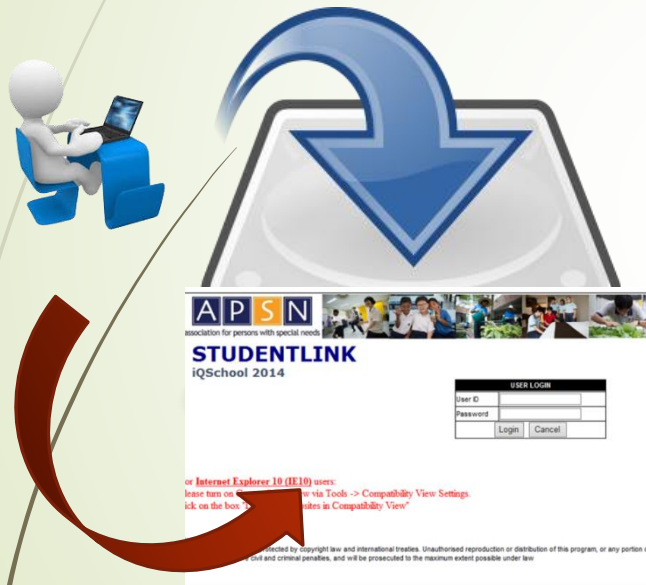 APSN
association for persons with special needs
STUDENTLINK
iQSchool 2014
USER LOGIN
User ID
Password
Login Cancel
or Internet Explorer 10 (IE10) users:
lease turn on w via Tools -> Compatibility View Settings.
ick on the box sites in Compatibility View"
rotected by copyright law and international treaties. Unauthorised reproduction or distribution of this program, or any portion o
civil and criminal penalties, and will be prosecuted to the maximum extent possible under law